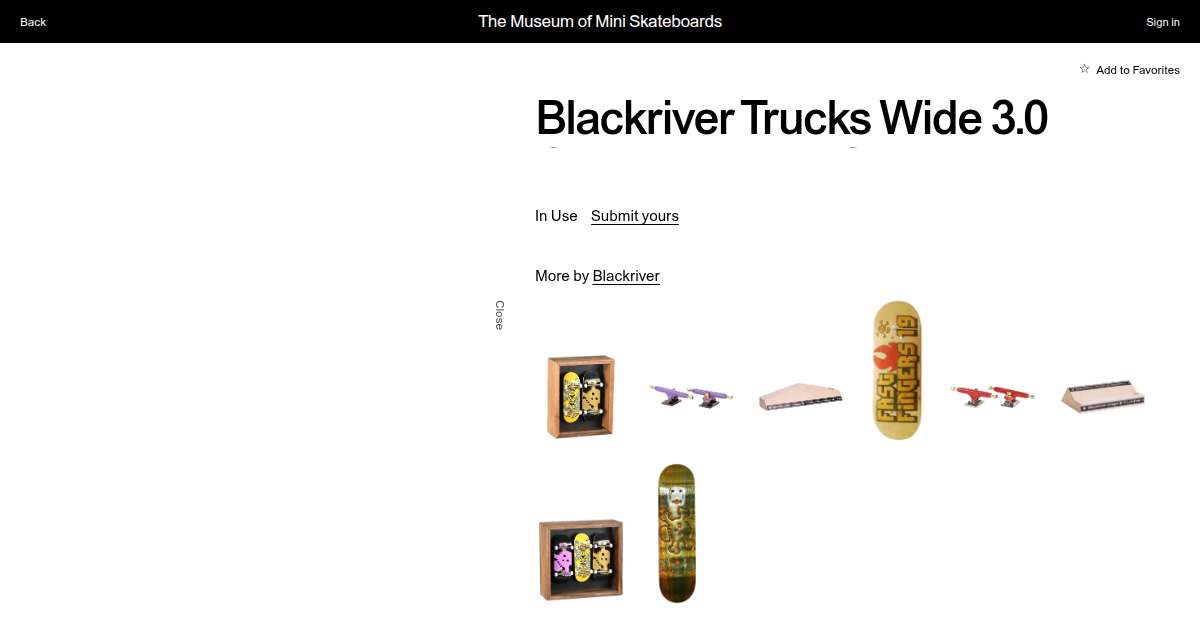 Back
The Museum of Mini Skateboards
Sign in
☆ Add to Favorites
Blackriver Trucks Wide 3.0
In Use Submit yours
More by Blackriver
Close
FAST
FINGERS 19